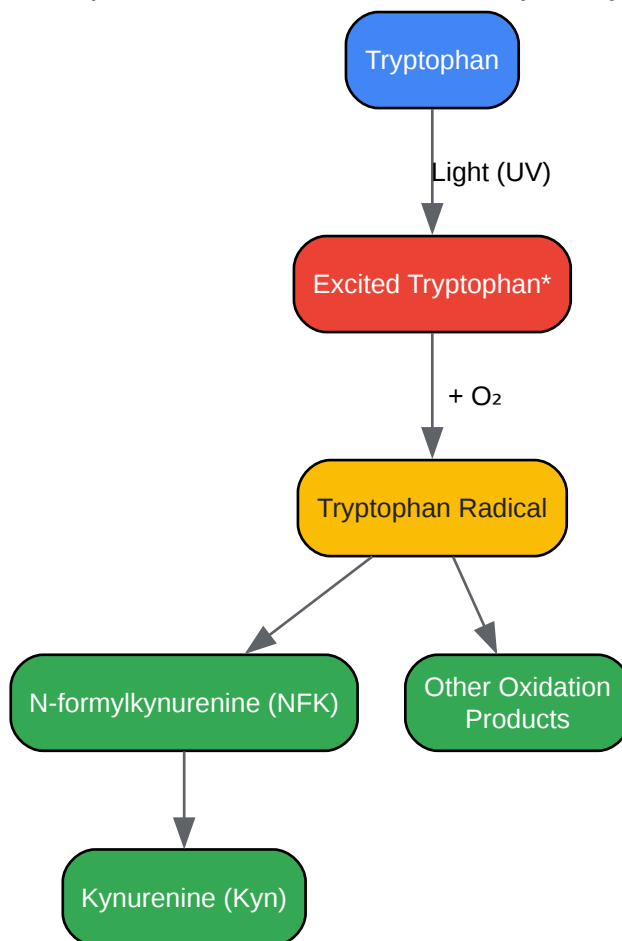 Tryptophan
Light (UV)
Excited Tryptophan*
+ O₂
Tryptophan Radical
N-formylkynurenine (NFK)
Other Oxidation
Products
Kynurenine (Kyn)